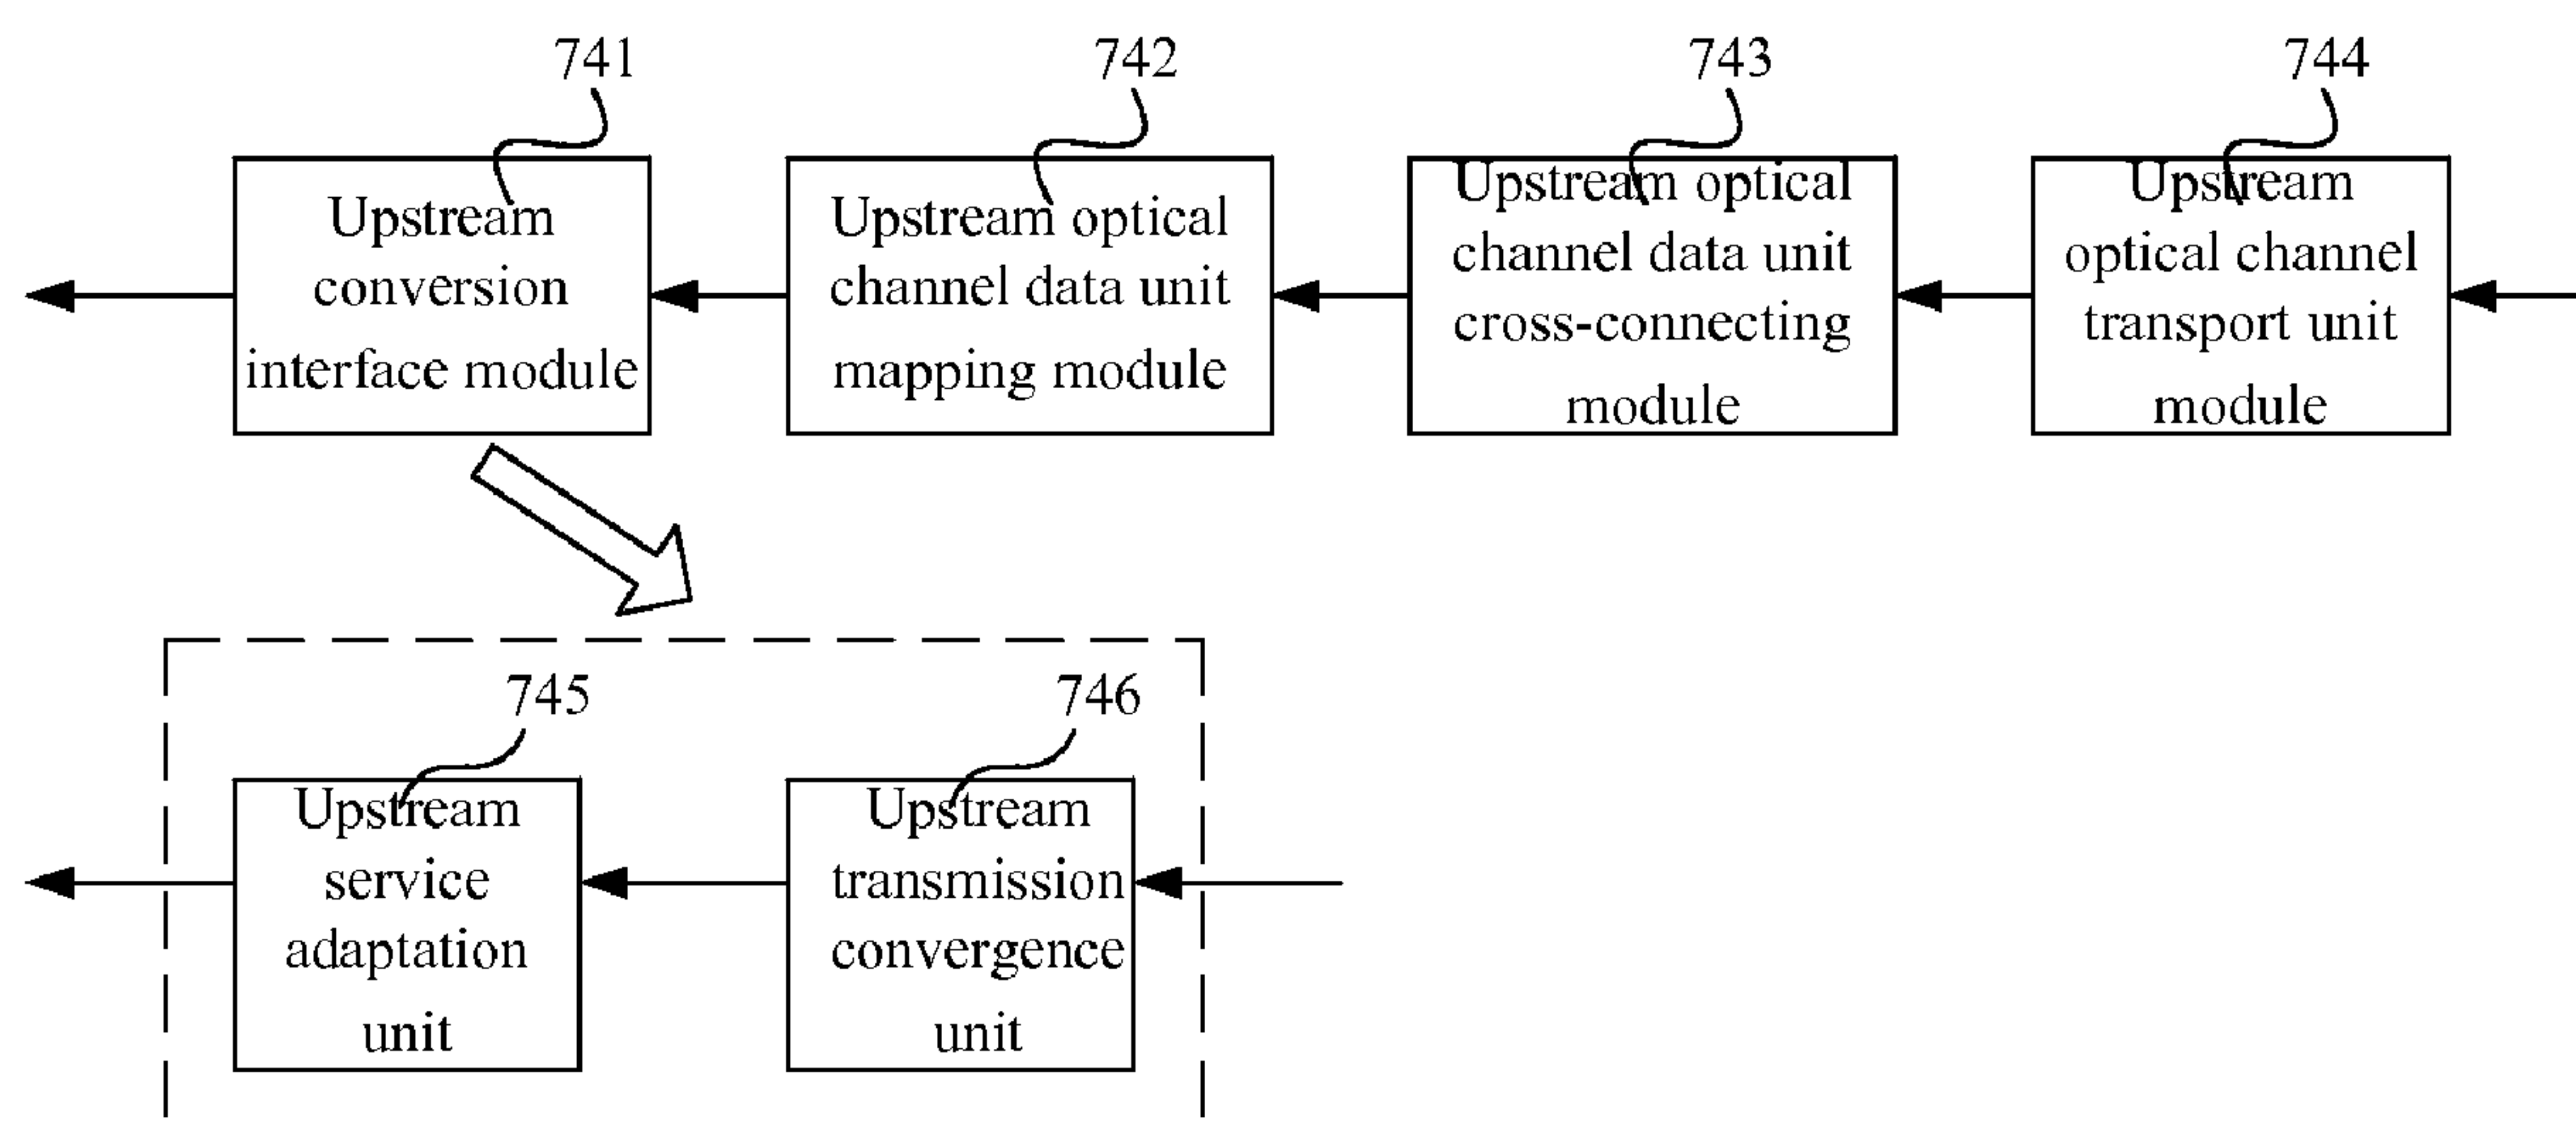 741
742
743
744
Upstream
conversion
interface module
Upstream optical
channel data unit
mapping module
Upstream optical
channel data unit
cross-connecting
module
Upstream
optical channel
transport unit
module
745
746
Upstream
service
adaptation
unit
Upstream
transmission
convergence
unit